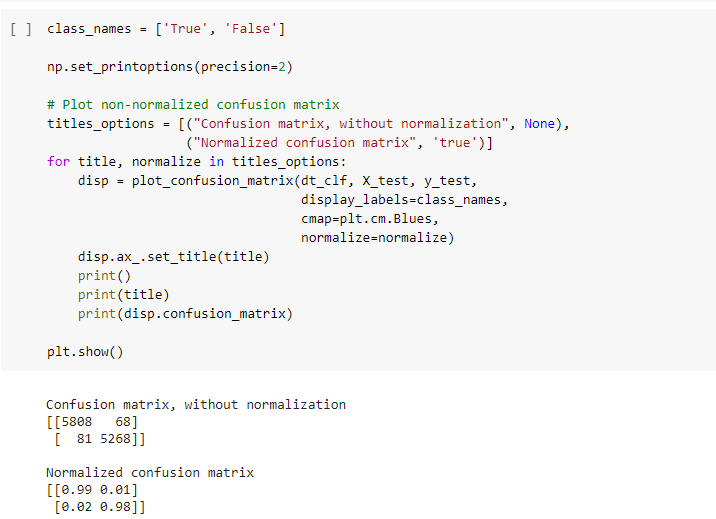 [ ] class_names = ['True', 'False']
np.set_printoptions(precision=2)
# Plot non-normalized confusion matrix
titles_options = [("Confusion matrix, without normalization", None),
("Normalized confusion matrix", 'true')]
for title, normalize in titles_options:
disp = plot_confusion_matrix(dt_clf, X_test, y_test,
display_labels=class_names,
cmap=plt.cm.Blues,
normalize=normalize)
disp.ax_.set_title(title)
print()
print(title)
print(disp.confusion_matrix)
plt.show()
Confusion matrix, without normalization
[[5808   68]
[  81 5268]]
Normalized confusion matrix
[[0.99 0.01]
[0.02 0.98]]